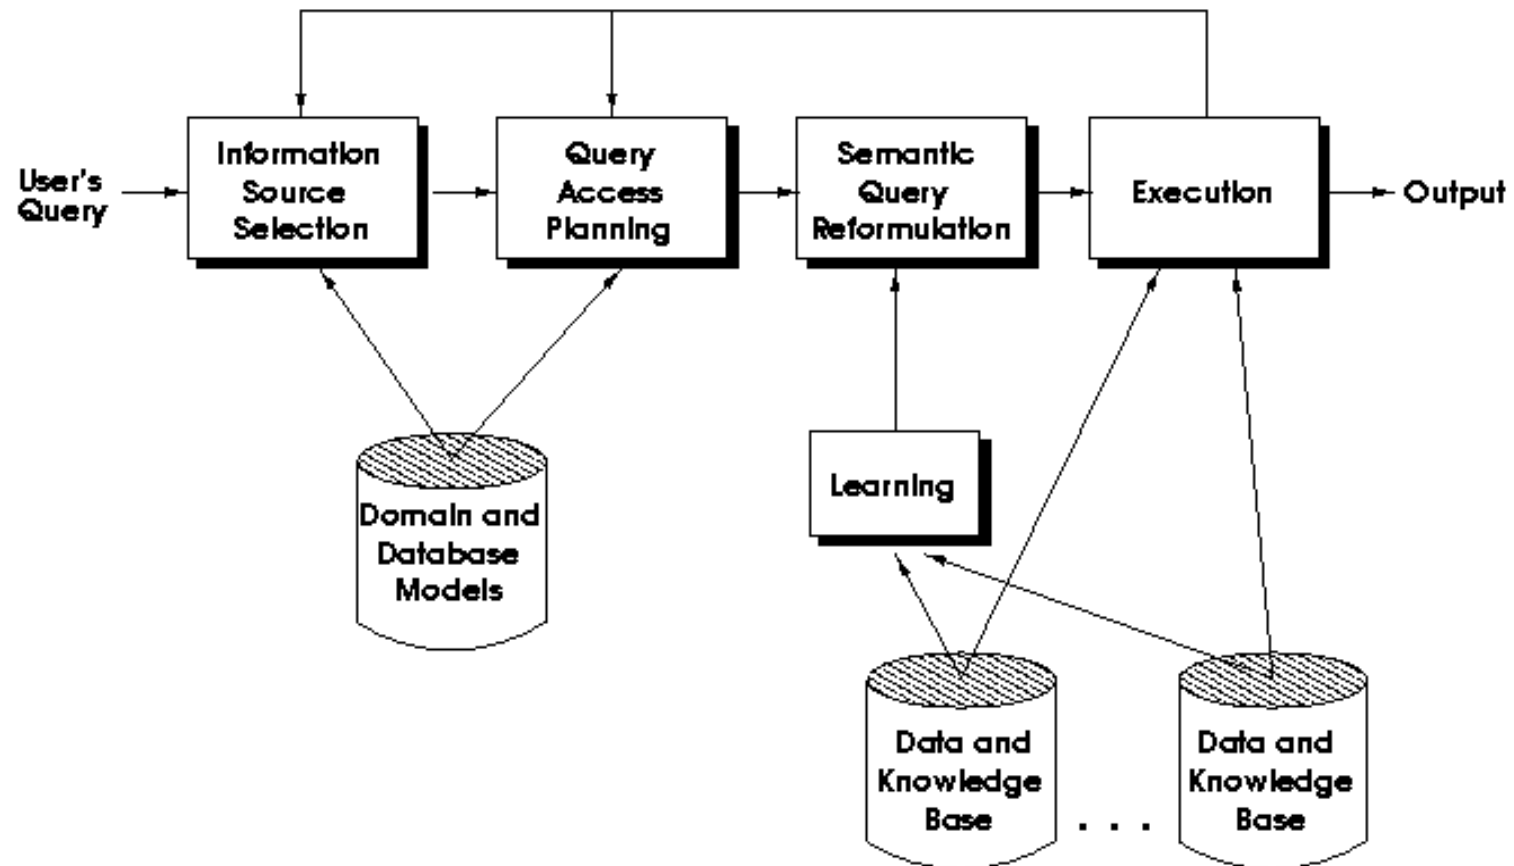 User's
Query
Information
Source
Selection
Query
Access
Planning
Semantic
Query
Reformulation
Execution
Output
Domain and
Database
Models
Learning
Data and
Knowledge
Base
. . .
Data and
Knowledge
Base